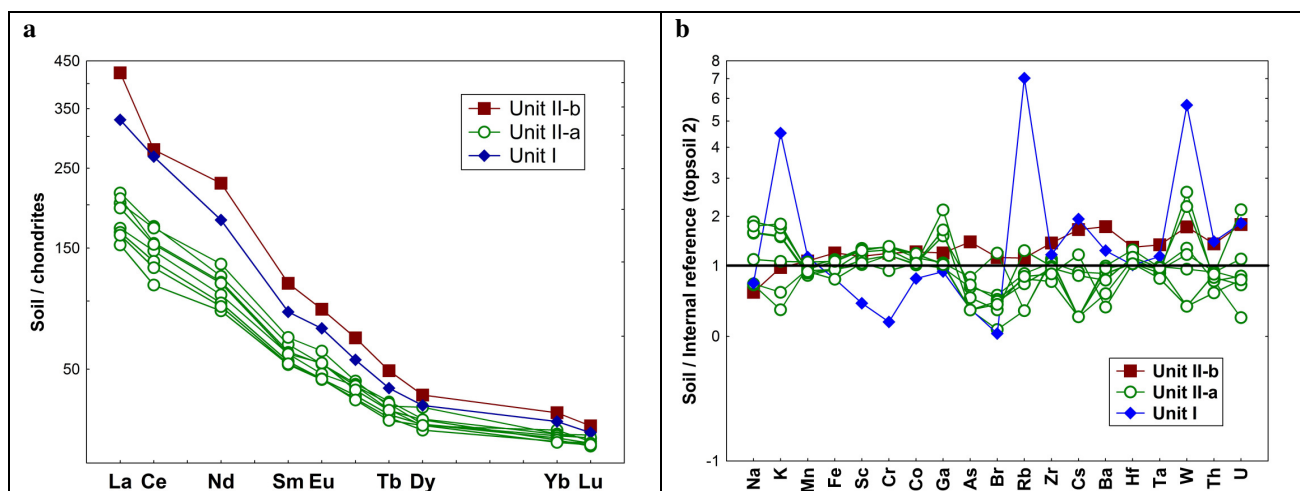 a
450
350
250
150
50
Soil / chondrites
Unit II-b
Unit II-a
Unit I
La Ce Nd Sm Eu Tb Dy Yb Lu
b
8
7
6
5
4
3
2
1
0
-1
Soil / Internal reference (topsoil 2)
Unit II-b
Unit II-a
Unit I
Na K Mn Fe Sc Cr Co Ga As Br Rb Zr Cs Ba Hf Ta W Th U